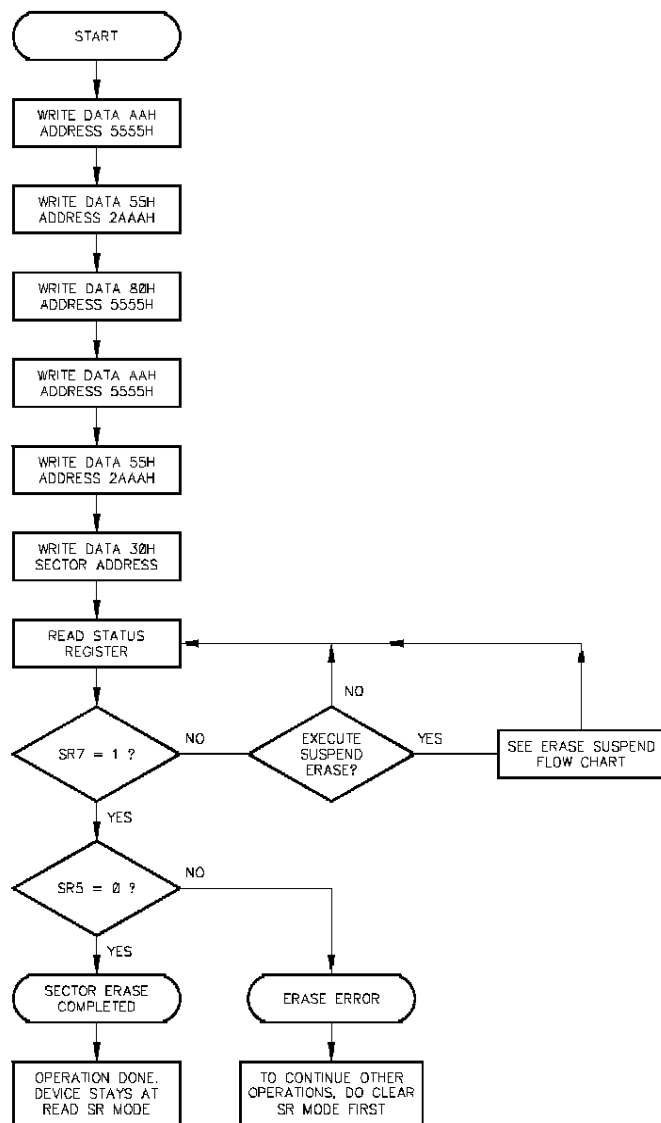 START
WRITE DATA AAH
ADDRESS 5555H
WRITE DATA 55H
ADDRESS 2AAAH
WRITE DATA 80H
ADDRESS 5555H
WRITE DATA AAH
ADDRESS 5555H
WRITE DATA 55H
ADDRESS 2AAAH
WRITE DATA 30H
SECTOR ADDRESS
READ STATUS
REGISTER
NO
SR7 = 1 ?
NO
EXECUTE
SUSPEND
ERASE?
YES
SEE ERASE SUSPEND
FLOW CHART
YES
SR5 = 0 ?
NO
YES
SECTOR ERASE
COMPLETED
ERASE ERROR
OPERATION DONE.
DEVICE STAYS AT
READ SR MODE
TO CONTINUE OTHER
OPERATIONS, DO CLEAR
SR MODE FIRST